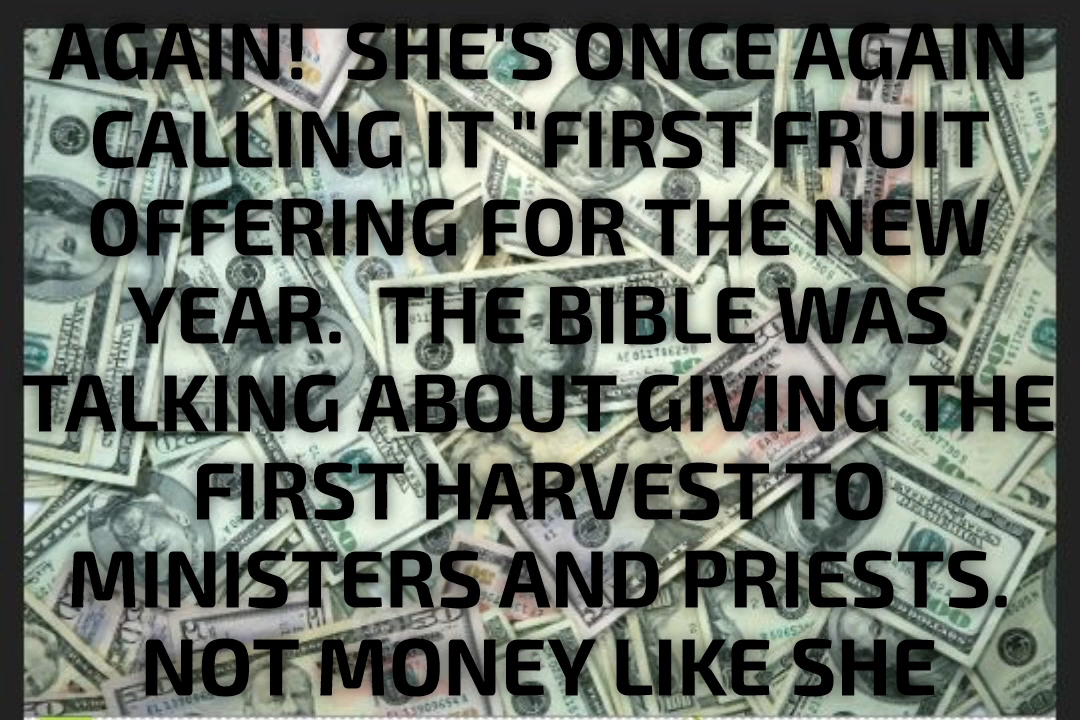 AGAIN! SHE'S ONCE AGAIN
CALLING IT "FIRST FRUIT
OFFERING FOR THE NEW
YEAR. THE BIBLE WAS
TALKING ABOUT GIVING THE
FIRST HARVEST TO
MINISTERS AND PRIESTS.
NOT MONEY LIKE SHE